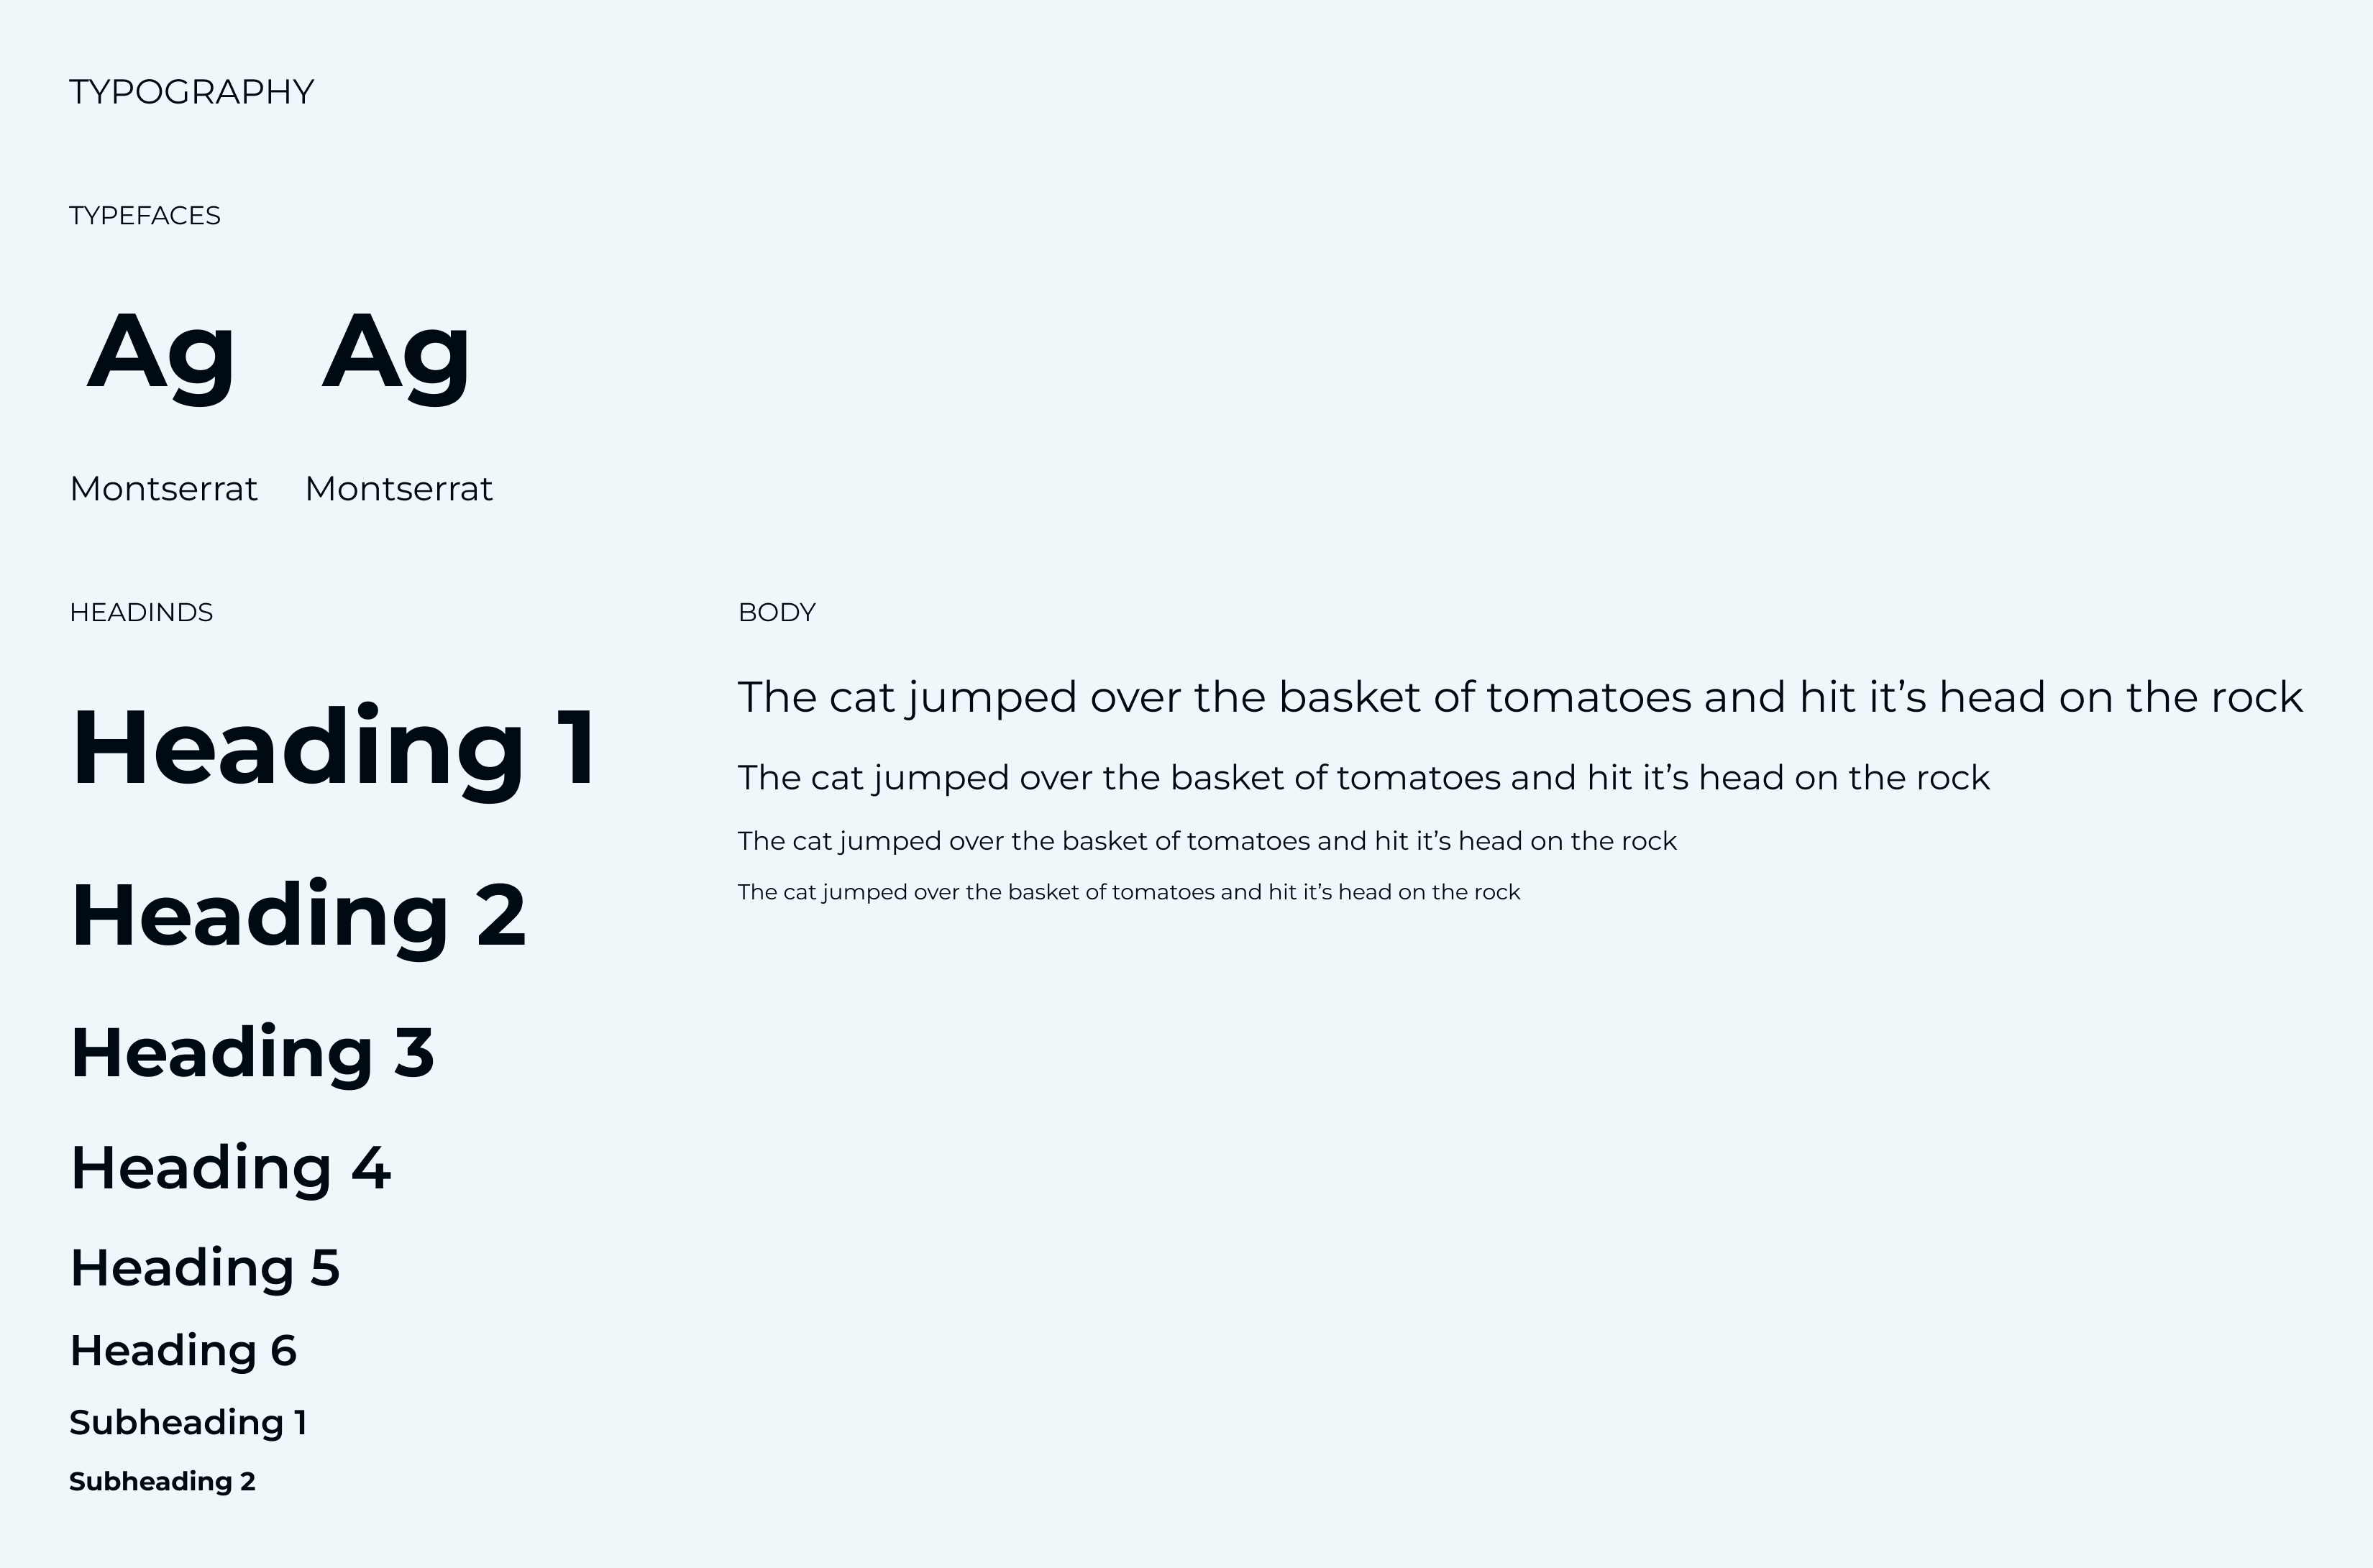 TYPOGRAPHY
TYPEFACES
Ag Ag
Montserrat Montserrat
HEADINDS
Heading 1
Heading 2
Heading 3
Heading 4
Heading 5
Heading 6
Subheading 1
Subheading 2
BODY
The cat jumped over the basket of tomatoes and hit it’s head on the rock
The cat jumped over the basket of tomatoes and hit it’s head on the rock
The cat jumped over the basket of tomatoes and hit it’s head on the rock
The cat jumped over the basket of tomatoes and hit it’s head on the rock